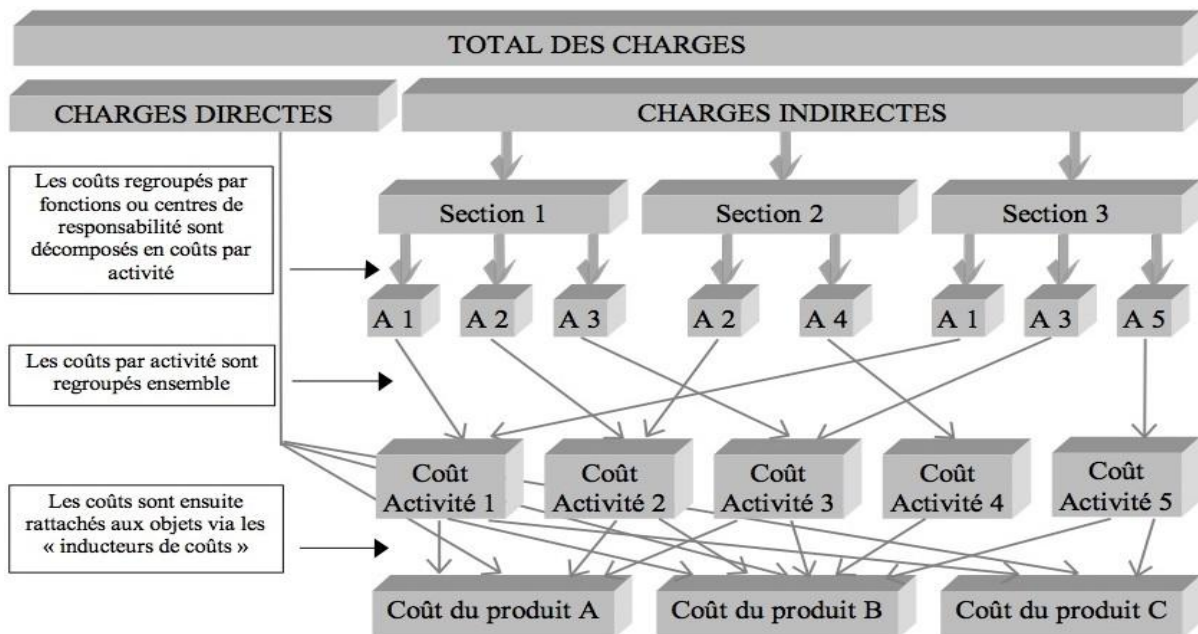 TOTAL DES CHARGES
CHARGES DIRECTES
CHARGES INDIRECTES
Les coûts regroupés par
fonctions ou centres de
responsabilité sont
décomposés en coûts par
activité
Section 1
Section 2
Section 3
A 1
A 2
A 3
A 2
A 4
A 1
A 3
A 5
Les coûts par activité sont
regroupés ensemble
Coût
Activité 1
Coût
Activité 2
Coût
Activité 3
Coût
Activité 4
Coût
Activité 5
Les coûts sont ensuite
rattachés aux objets via les
« inducteurs de coûts »
Coût du produit A
Coût du produit B
Coût du produit C